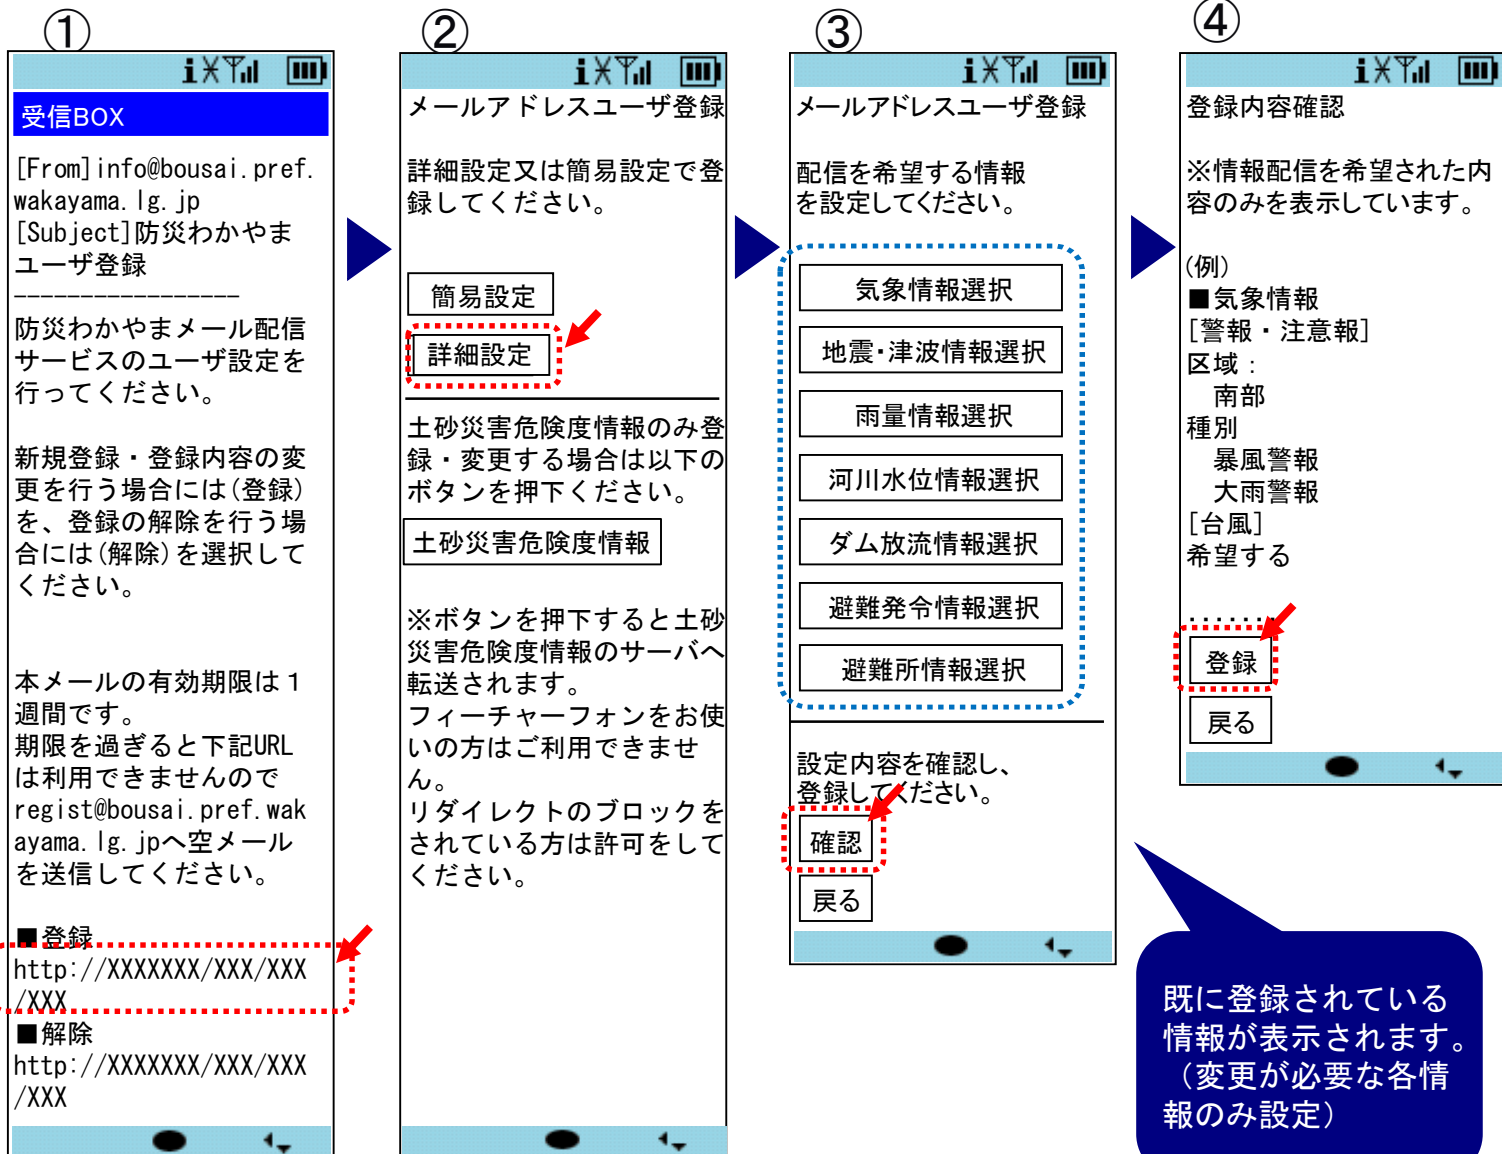 ①
受信BOX
[From]info@bousai.pref.
wakayama.lg.jp
[Subject]防災わかやま
ユーザ登録
-----------------
防災わかやまメール配信
サービスのユーザ設定を
行ってください。
新規登録・登録内容の変
更を行う場合には(登録)
を、登録の解除を行う場
合には(解除)を選択して
ください。
本メールの有効期限は１
週間です。
期限を過ぎると下記URL
は利用できませんので
regist@bousai.pref.wak
ayama.lg.jpへ空メール
を送信してください。
■登録
http://XXXXXXX/XXX/XXX
/XXX
■解除
http://XXXXXXX/XXX/XXX
/XXX
②
メールアドレスユーザ登録
詳細設定又は簡易設定で登
録してください。
簡易設定
詳細設定
土砂災害危険度情報のみ登
録・変更する場合は以下の
ボタンを押下ください。
土砂災害危険度情報
※ボタンを押下すると土砂
災害危険度情報のサーバへ
転送されます。
フィーチャーフォンをお使
いの方はご利用できませ
ん。
リダイレクトのブロックを
されている方は許可をして
ください。
③
メールアドレスユーザ登録
配信を希望する情報
を設定してください。
気象情報選択
地震・津波情報選択
雨量情報選択
河川水位情報選択
ダム放流情報選択
避難発令情報選択
避難所情報選択
設定内容を確認し、
登録してください。
確認
戻る
④
登録内容確認
※情報配信を希望された内
容のみを表示しています。
(例)
■気象情報
[警報・注意報]
区域：
南部
種別
暴風警報
大雨警報
[台風]
希望する
......
登録
戻る
既に登録されている
情報が表示されます。
（変更が必要な各情
報のみ設定）